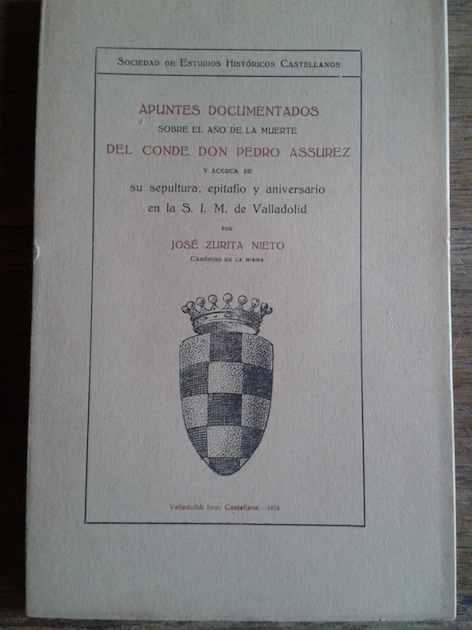 SOCIEDAD DE ESTUDIOS HISTÓRICOS CASTELLANOS
APUNTES DOCUMENTADOS
SOBRE EL AÑO DE LA MUERTE
DEL CONDE DON PEDRO ASSUREZ
Y ACERCA DE
su sepultura, epitafio y aniversario
en la S. I. M. de Valladolid
POR
JOSÉ ZURITA NIETO
CANÓNIGO DE LA MISMA
Valladolid: Imp. Castellana.—1918